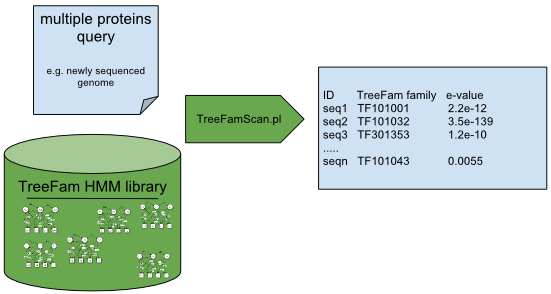 multiple proteins
query
e.g. newly sequenced
genome
TreeFam HMM library
TreeFamScan.pl
ID TreeFam family e-value
seq1 TF101001 2.2e-12
seq2 TF101032 3.5e-139
seq3 TF301353 1.2e-10
.....
seqn TF101043 0.0055